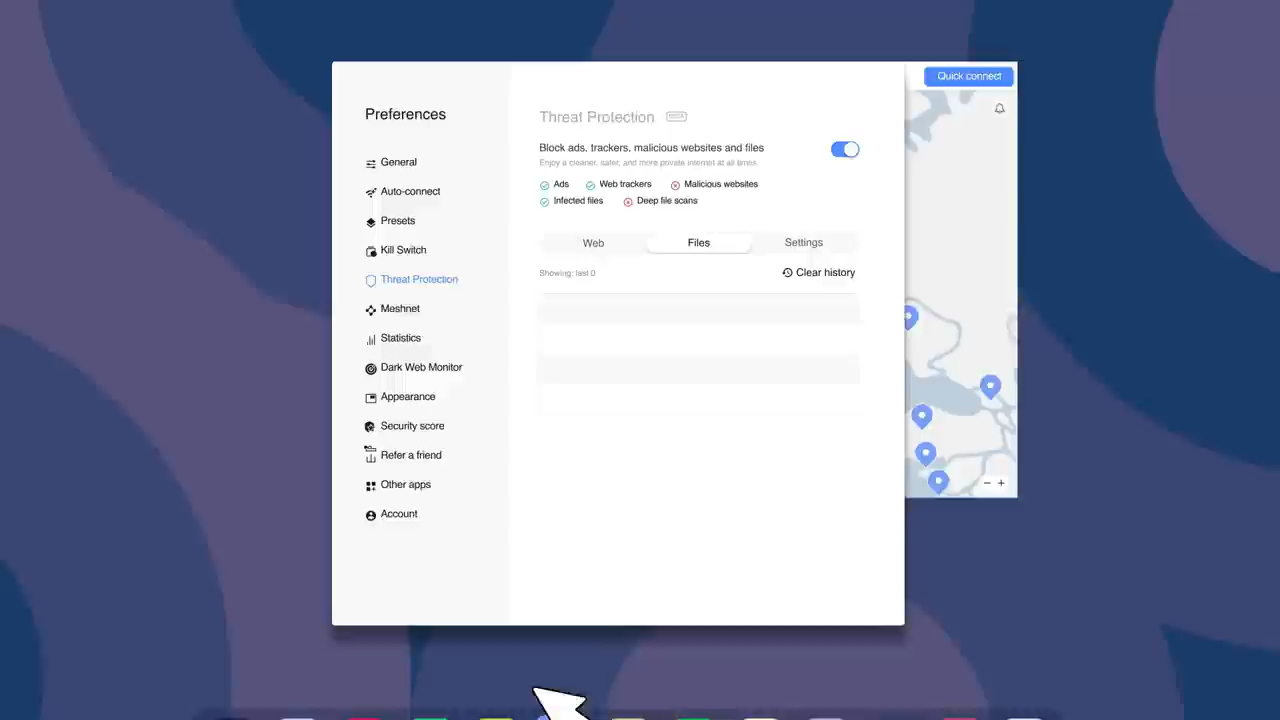 Quick connect
Preferences
General
Auto-connect
Presets
Kill Switch
Threat Protection
Meshnet
Statistics
Dark Web Monitor
Appearance
Security score
Refer a friend
Other apps
Account
Threat Protection
Block ads, trackers, malicious websites and files
Enjoy a cleaner, safer, and more private internet at all times.
Ads Web trackers Malicious websites
Infected files Deep file scans
Web Files Settings
Showing: last 0 Clear history